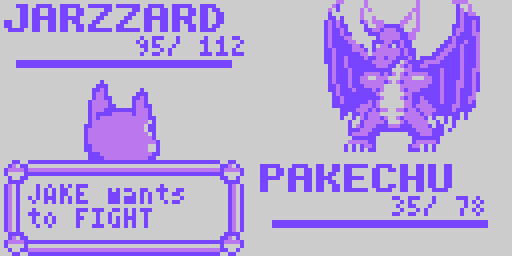 JARZZARD
95/ 112
JAKE wants
to FIGHT
PAKECHU
35/ 78